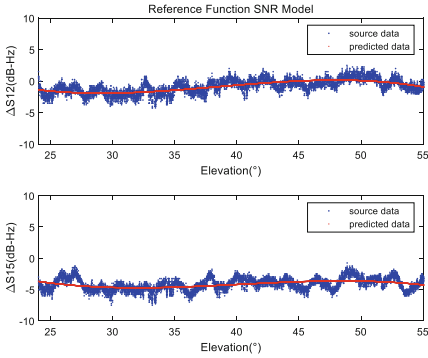 Reference Function SNR Model
10
5
0
-5
-10
ΔS12(dB-Hz)
source data
predicted data
25 30 35 40 45 50 55
Elevation(°)
10
5
0
-5
-10
ΔS15(dB-Hz)
source data
predicted data
25 30 35 40 45 50 55
Elevation(°)